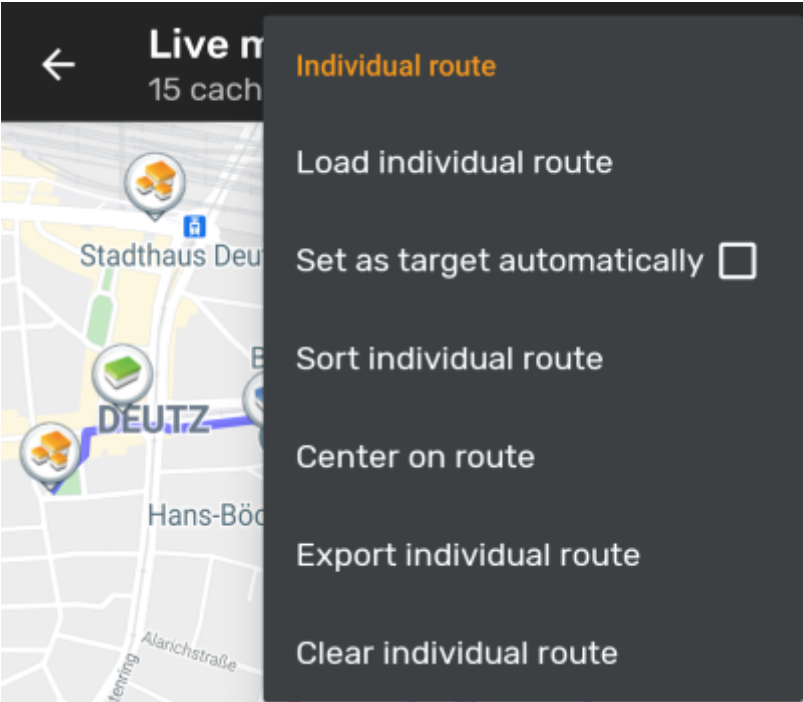 Live m
15 cach
Individual route
Load individual route
Set as target automatically
Sort individual route
Center on route
Export individual route
Clear individual route
Stadthaus Deu
B
DEUTZ
Hans-Böc
Alarichstraße
tenring